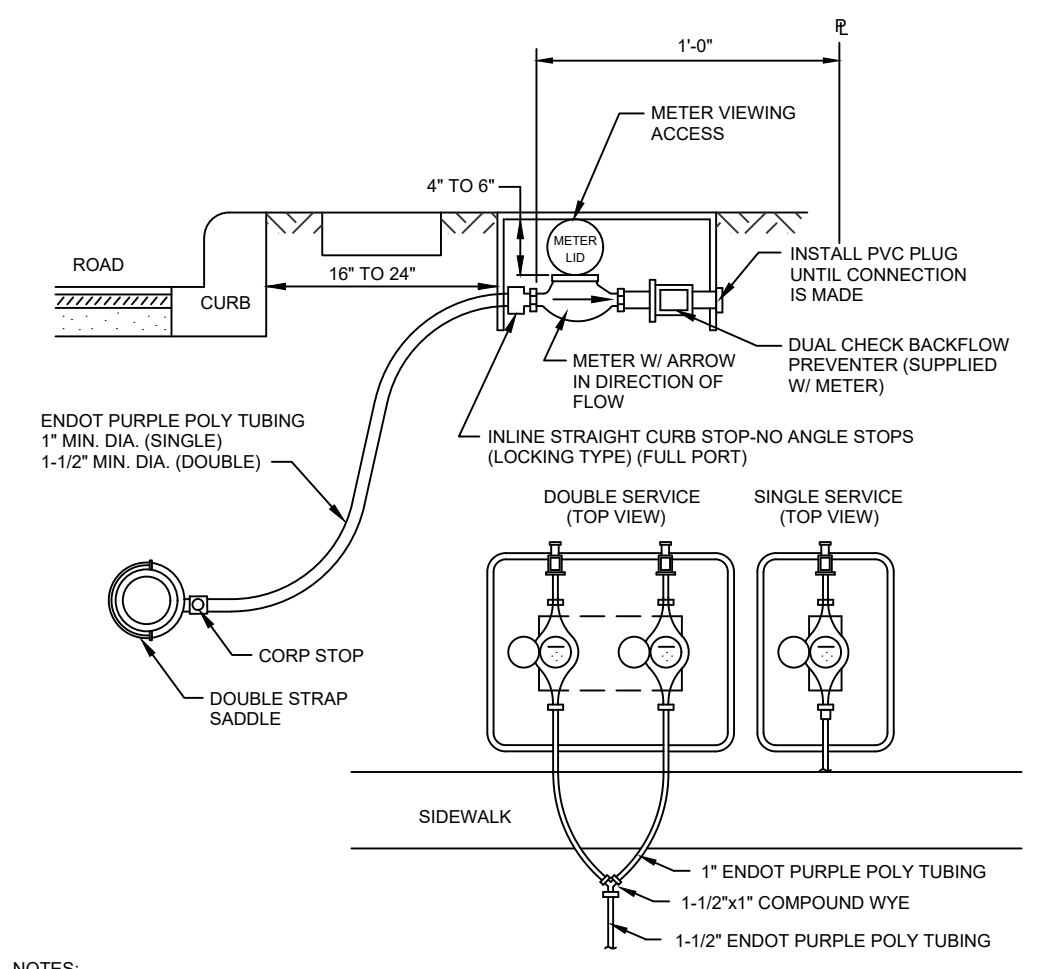 ℄
1'-0"
METER VIEWING
ACCESS
4" TO 6"
METER
LID
ROAD
16" TO 24"
CURB
INSTALL PVC PLUG
UNTIL CONNECTION
IS MADE
DUAL CHECK BACKFLOW
PREVENTER (SUPPLIED
W/ METER)
METER W/ ARROW
IN DIRECTION OF
FLOW
ENDOT PURPLE POLY TUBING
1" MIN. DIA. (SINGLE)
1-1/2" MIN. DIA. (DOUBLE)
INLINE STRAIGHT CURB STOP-NO ANGLE STOPS
(LOCKING TYPE) (FULL PORT)
DOUBLE SERVICE
(TOP VIEW)
SINGLE SERVICE
(TOP VIEW)
CORP STOP
DOUBLE STRAP
SADDLE
SIDEWALK
1" ENDOT PURPLE POLY TUBING
1-1/2"x1" COMPOUND WYE
1-1/2" ENDOT PURPLE POLY TUBING
NOTES: